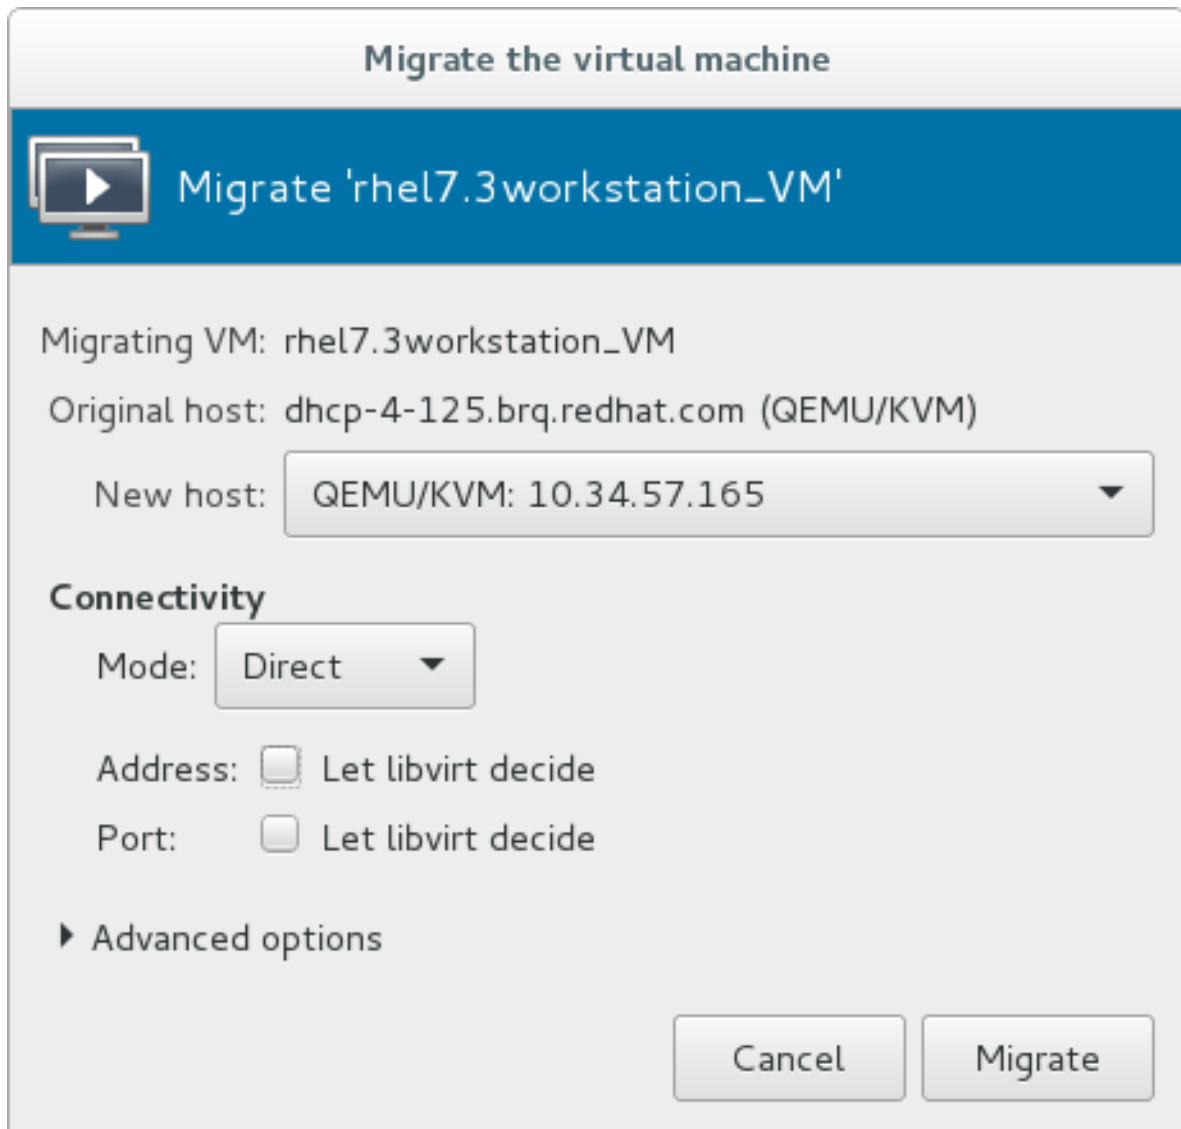 Migrate the virtual machine
Migrate 'rhel7.3workstation_VM'
Migrating VM: rhel7.3workstation_VM
Original host: dhcp-4-125.brq.redhat.com (QEMU/KVM)
New host: QEMU/KVM: 10.34.57.165
Connectivity
Mode: Direct
Address: Let libvirt decide
Port: Let libvirt decide
Advanced options
Cancel Migrate